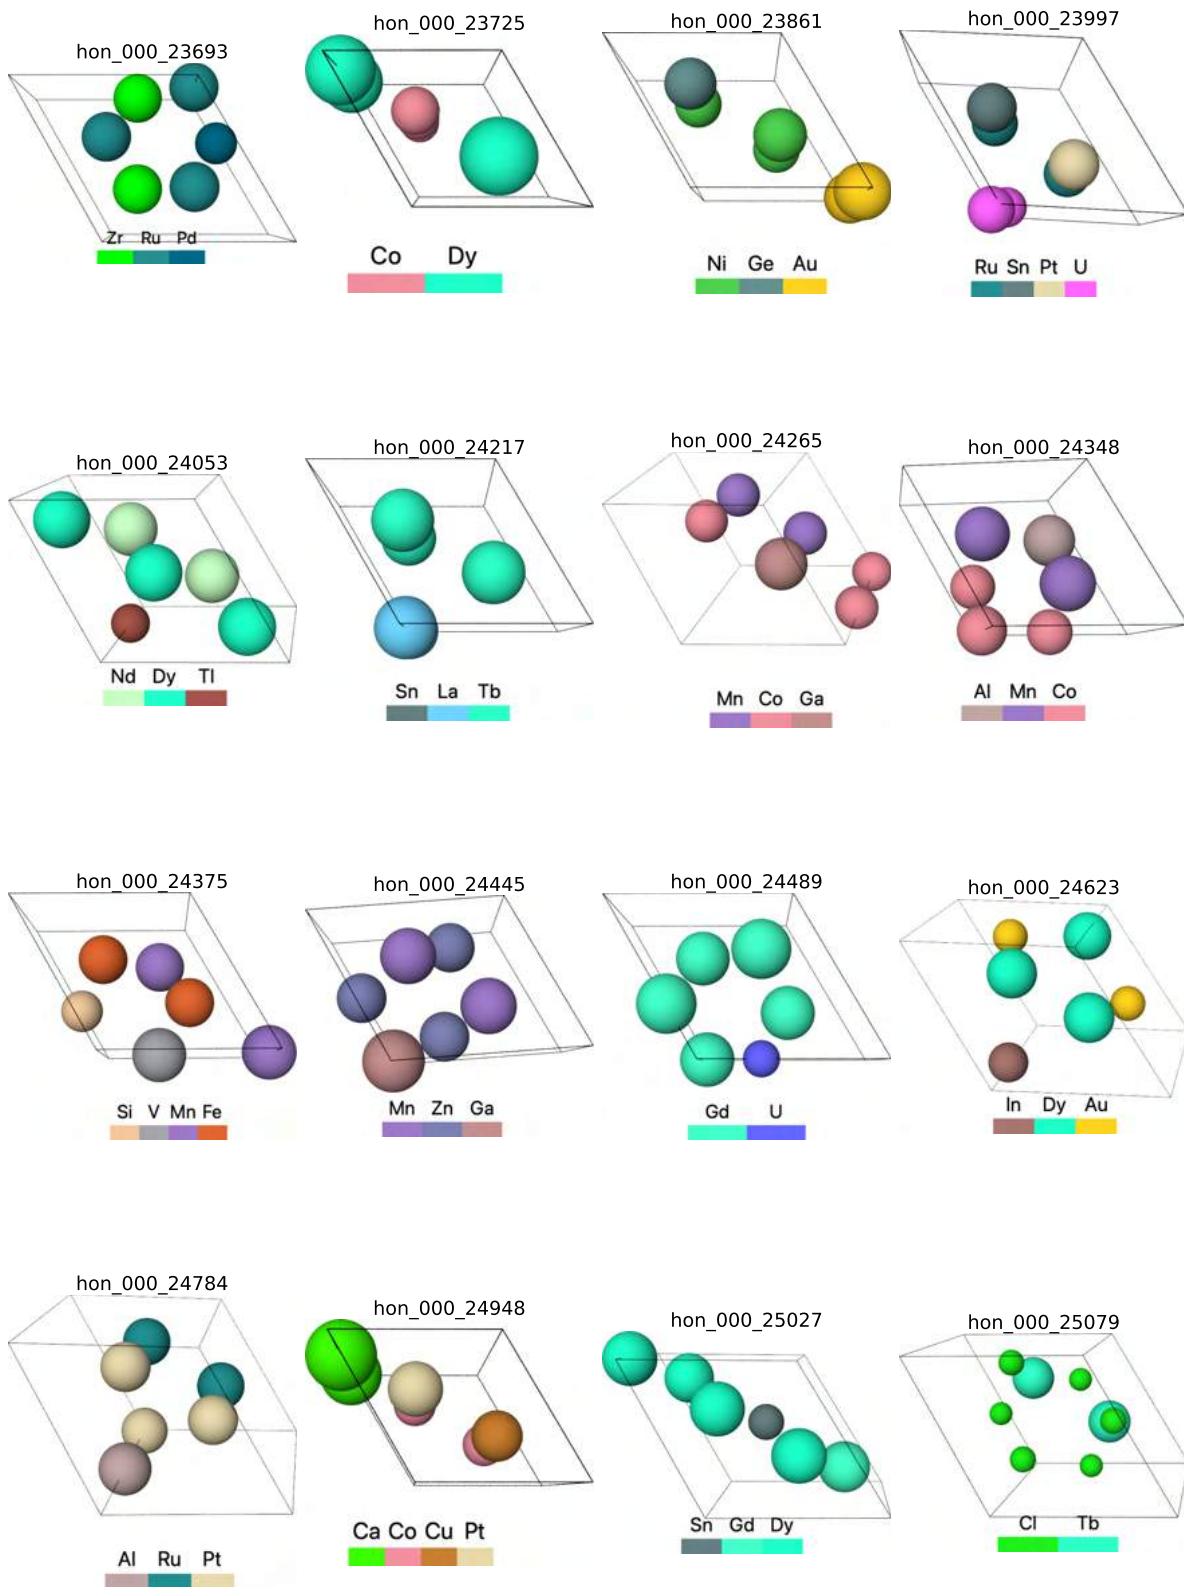 hon_000_23693
hon_000_23725
hon_000_23861
hon_000_23997
Zr Ru Pd
Co Dy
Ni Ge Au
Ru Sn Pt U
hon_000_24053
hon_000_24217
hon_000_24265
hon_000_24348
Nd Dy Tl
Sn La Tb
Mn Co Ga
Al Mn Co
hon_000_24375
hon_000_24445
hon_000_24489
hon_000_24623
Si V Mn Fe
Mn Zn Ga
Gd U
In Dy Au
hon_000_24784
hon_000_24948
hon_000_25027
hon_000_25079
Al Ru Pt
Ca Co Cu Pt
Sn Gd Dy
Cl Tb